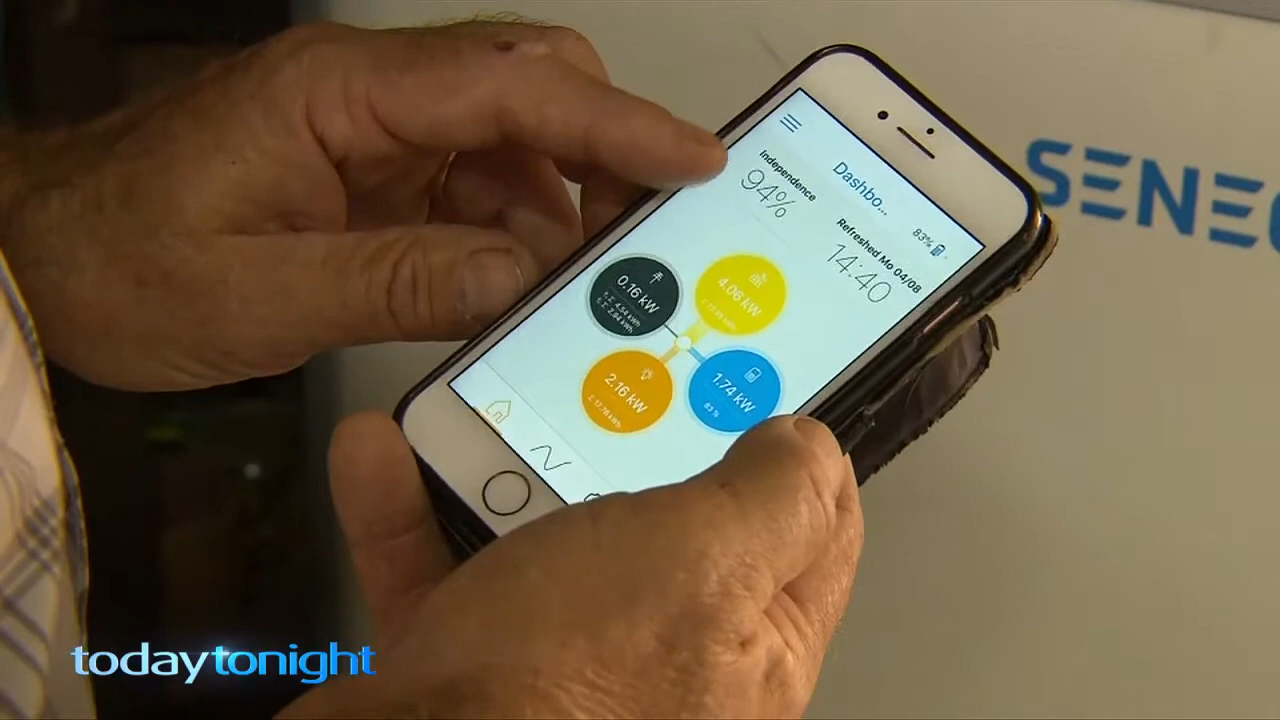 SENEC
Dashbo...
Independence
94%
83%
Refreshed Mo 04/08
14:40
0.16 kW
4.06 kW
2.16 kW
1.74 kW
83 %
todaytonight